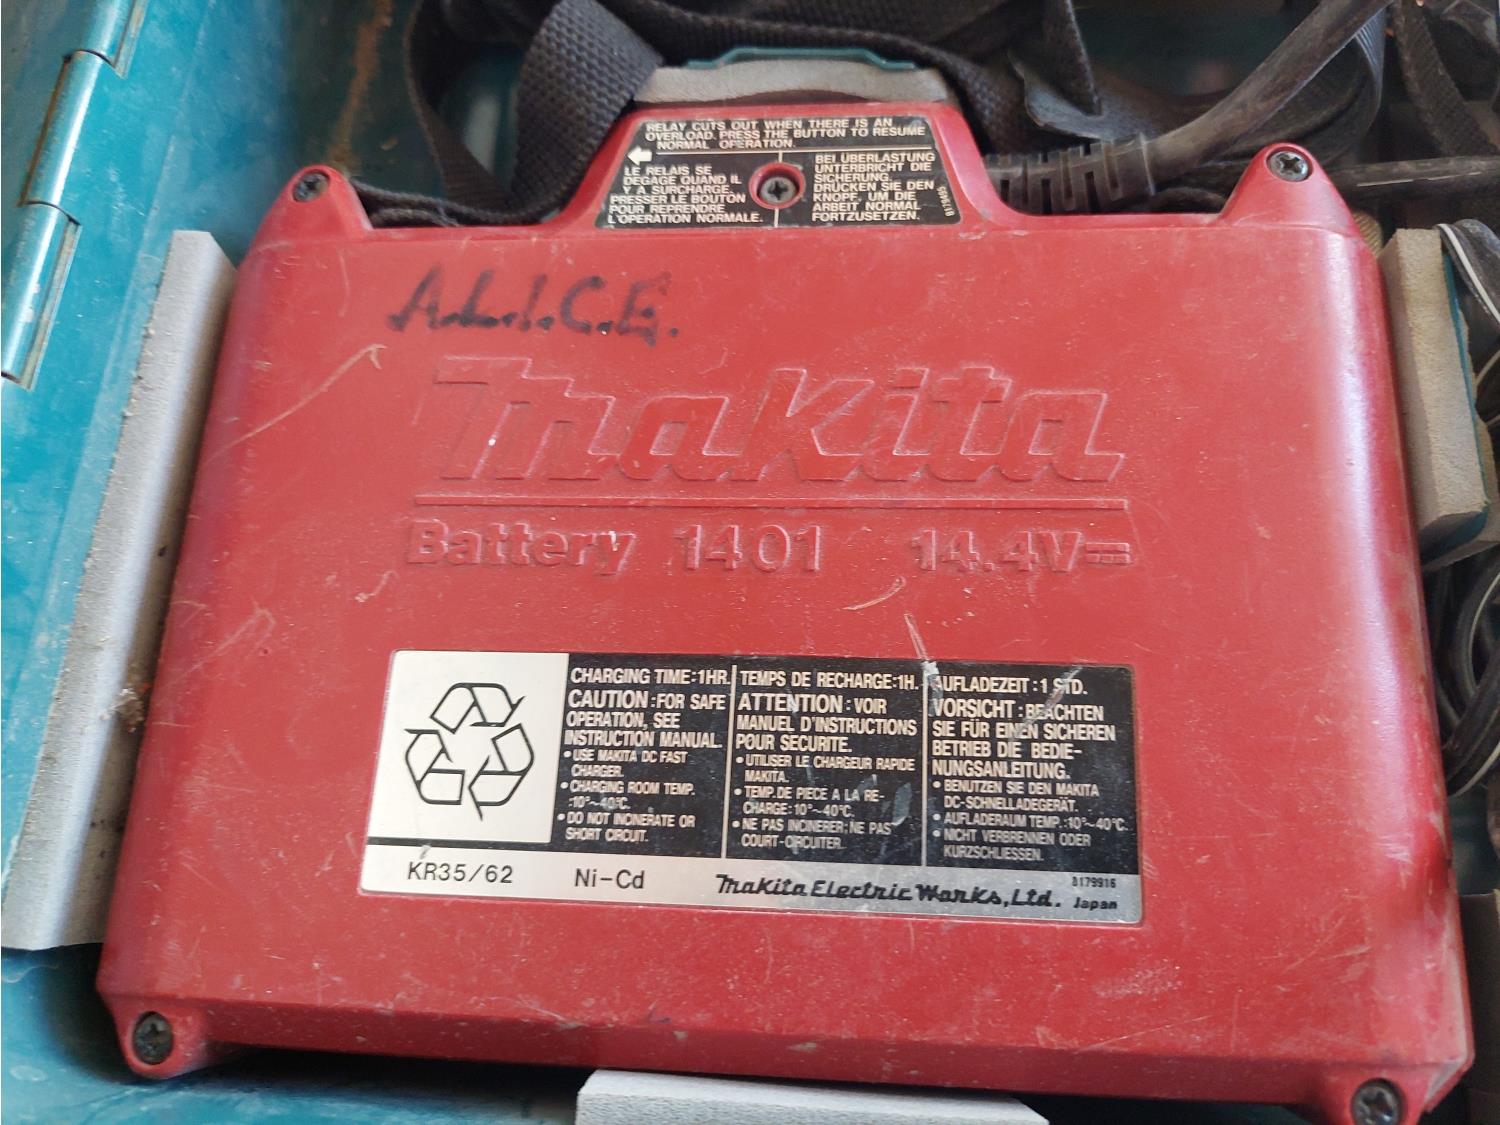 RELAY CUTS OUT WHEN THERE IS AN
OVERLOAD. PRESS THE BUTTON TO RESUME
NORMAL OPERATION.
LE RELAIS SE
DEGAGE QUAND IL
Y A SURCHARGE.
PRESSER LE BOUTON
POUR REPRENDRE
L'OPERATION NORMALE.
BEI ÜBERLASTUNG
UNTERBRICHT DIE
SICHERUNG.
DRÜCKEN SIE DEN
KNOPF, UM DIE
ARBEIT NORMAL
FORTZUSETZEN.
A.L.I.C.E.
makita
Battery 1401 14.4V
CHARGING TIME:1HR.
CAUTION:FOR SAFE
OPERATION, SEE
INSTRUCTION MANUAL.
•USE MAKITA DC FAST
CHARGER.
•CHARGING ROOM TEMP.
:10°~40℃.
•DO NOT INCINERATE OR
SHORT CIRCUIT.
TEMPS DE RECHARGE:1H.
ATTENTION:VOIR
MANUEL D'INSTRUCTIONS
POUR SECURITE.
•UTILISER LE CHARGEUR RAPIDE
MAKITA.
•TEMP.DE PIECE A LA RE-
CHARGE:10°~40℃.
•NE PAS INCINERER;NE PAS
COURT-CIRCUITER.
AUFLADEZEIT:1 STD.
VORSICHT:BEACHTEN
SIE FÜR EINEN SICHEREN
BETRIEB DIE BEDIE-
NUNGSANLEITUNG.
•BENUTZEN SIE DEN MAKITA
DC-SCHNELLADEGERÄT.
•AUFLADERAUM TEMP.:10°~40℃.
•NICHT VERBRENNEN ODER
KURZSCHLIESSEN.
KR35/62 Ni-Cd Makita Electric Works, Ltd. Japan
8179916